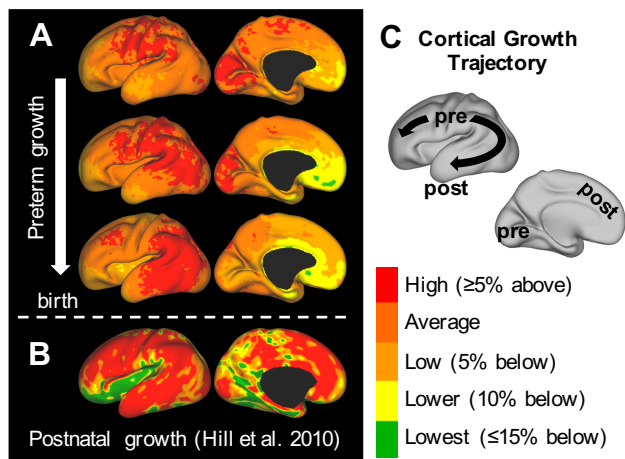 A
Preterm growth
birth
B
Postnatal growth (Hill et al. 2010)
C Cortical Growth
Trajectory
pre
post
post
pre
High (≥5% above)
Average
Low (5% below)
Lower (10% below)
Lowest (≤15% below)